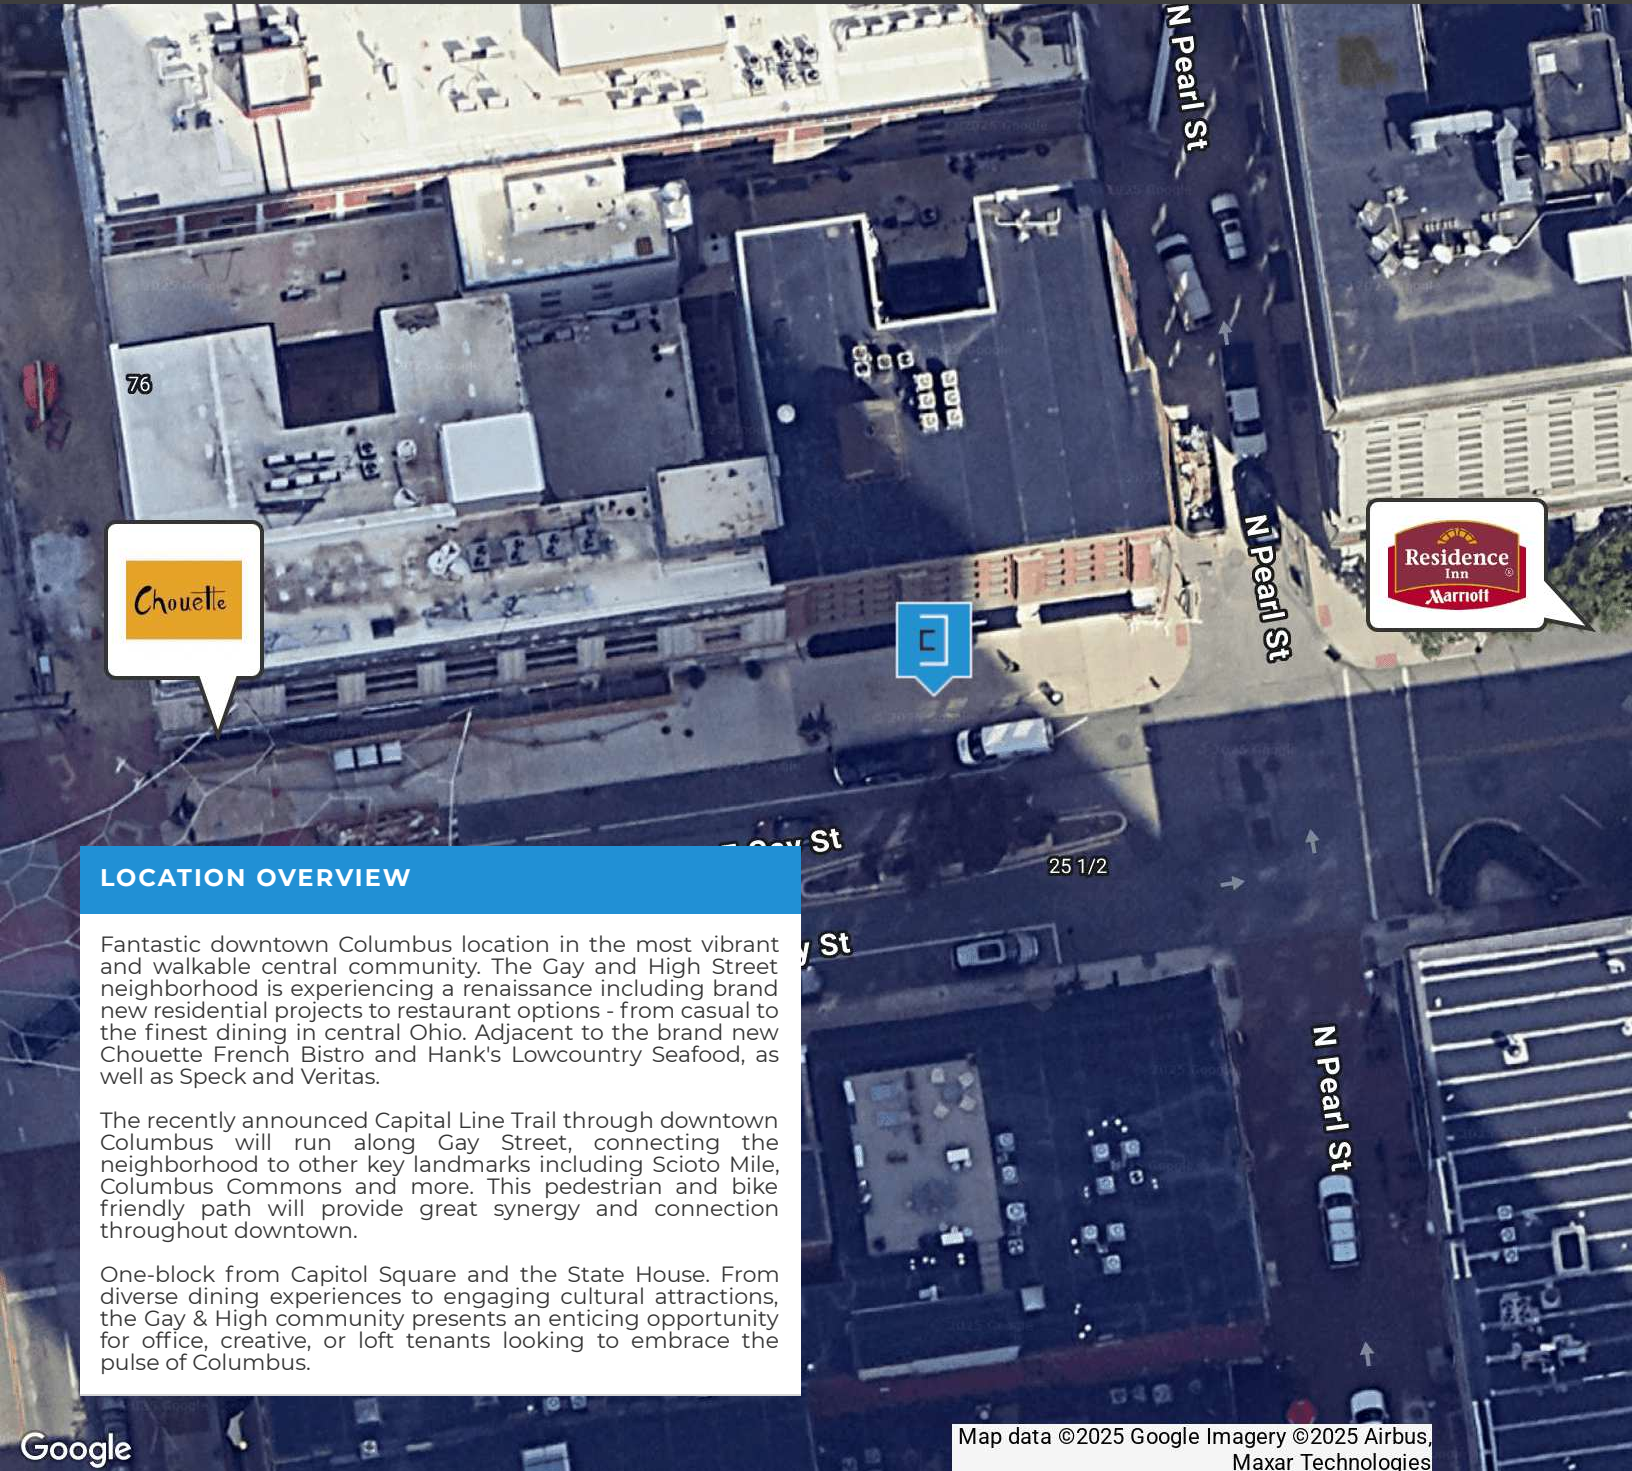 N Pearl St
76
Chouette
Residence
Inn
®
Marriott
N Pearl St
St
25 1/2
LOCATION OVERVIEW
St
Fantastic downtown Columbus location in the most vibrant
and walkable central community. The Gay and High Street
neighborhood is experiencing a renaissance including brand
new residential projects to restaurant options - from casual to
the finest dining in central Ohio. Adjacent to the brand new
Chouette French Bistro and Hank's Lowcountry Seafood, as
well as Speck and Veritas.
The recently announced Capital Line Trail through downtown
Columbus will run along Gay Street, connecting the
neighborhood to other key landmarks including Scioto Mile,
Columbus Commons and more. This pedestrian and bike
friendly path will provide great synergy and connection
throughout downtown.
One-block from Capitol Square and the State House. From
diverse dining experiences to engaging cultural attractions,
the Gay & High community presents an enticing opportunity
for office, creative, or loft tenants looking to embrace the
pulse of Columbus.
N Pearl St
Google
Map data ©2025 Google Imagery ©2025 Airbus,
Maxar Technologies